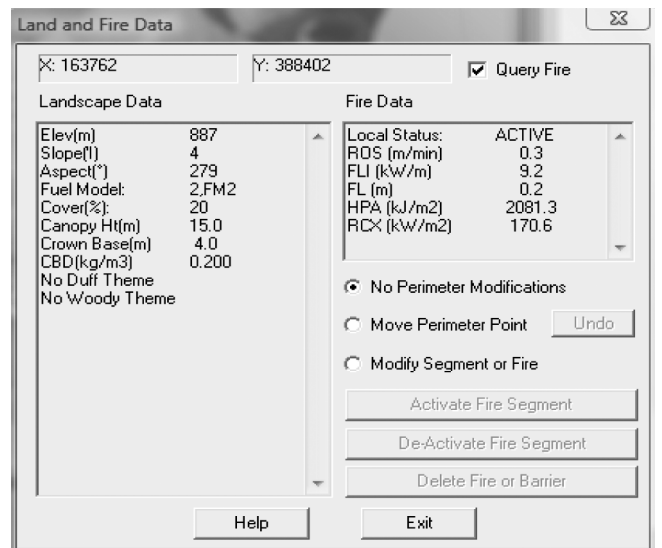 Land and Fire Data
X: 163762 Y: 388402 Query Fire
Landscape Data
Elev(m) 887
Slope(°) 4
Aspect(°) 279
Fuel Model: 2,FM2
Cover(%): 20
Canopy Ht(m) 15.0
Crown Base(m) 4.0
CBD(kg/m3) 0.200
No Duff Theme
No Woody Theme
Fire Data
Local Status: ACTIVE
ROS (m/min) 0.3
FLI (kW/m) 9.2
FL (m) 0.2
HPA (kJ/m2) 2081.3
RCX (kW/m2) 170.6
No Perimeter Modifications
Move Perimeter Point Undo
Modify Segment or Fire
Activate Fire Segment
De-Activate Fire Segment
Delete Fire or Barrier
Help Exit